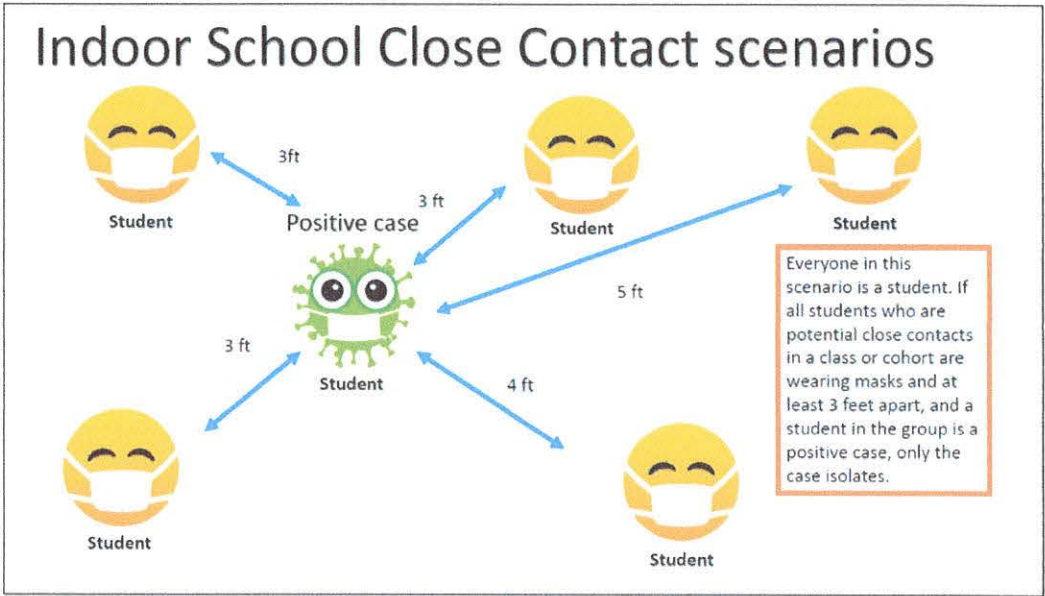 Indoor School Close Contact scenarios
3ft
Student
Positive case
3 ft
Student
Student
5 ft
Everyone in this
scenario is a student. If
all students who are
potential close contacts
in a class or cohort are
wearing masks and at
least 3 feet apart, and a
student in the group is a
positive case, only the
case isolates.
3 ft
Student
4 ft
Student
Student